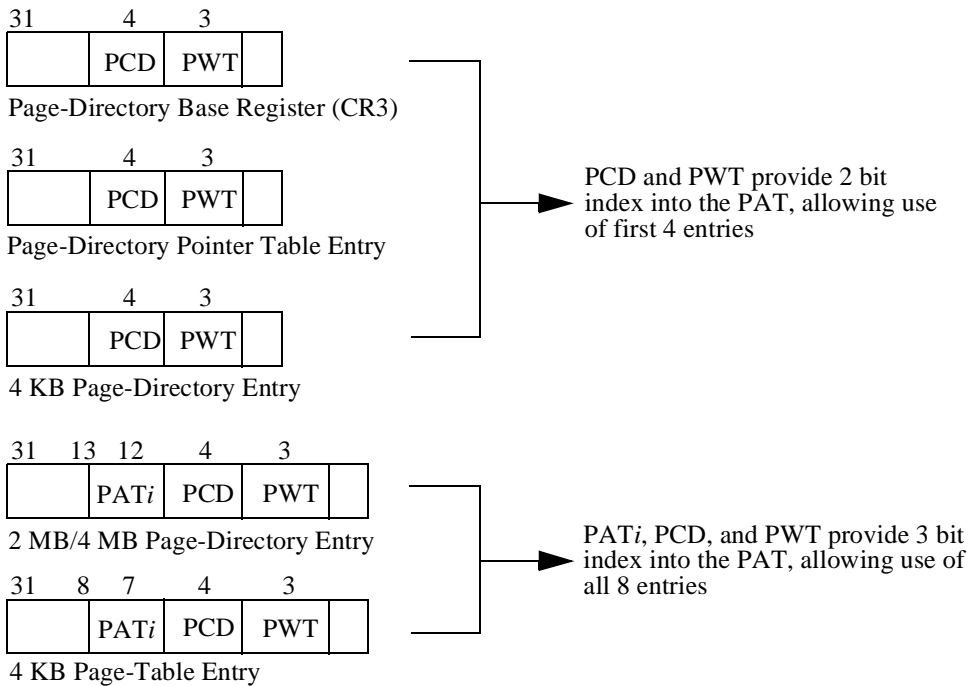 31 4 3
PCD PWT
Page-Directory Base Register (CR3)
31 4 3
PCD PWT
Page-Directory Pointer Table Entry
31 4 3
PCD PWT
4 KB Page-Directory Entry
PCD and PWT provide 2 bit
index into the PAT, allowing use
of first 4 entries
31 13 12 4 3
PATi PCD PWT
2 MB/4 MB Page-Directory Entry
31 8 7 4 3
PATi PCD PWT
4 KB Page-Table Entry
PATi, PCD, and PWT provide 3 bit
index into the PAT, allowing use of
all 8 entries